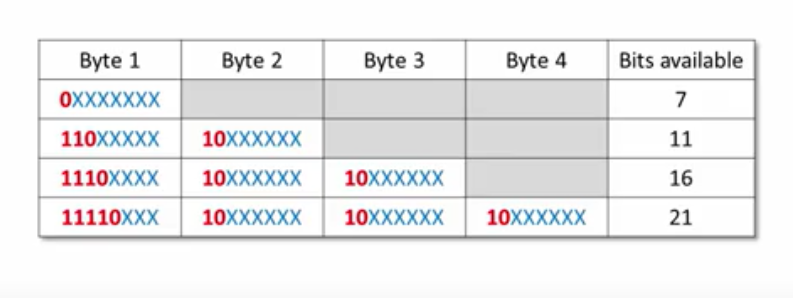 Byte 1 Byte 2 Byte 3 Byte 4 Bits available
0XXXXXXX 7
110XXXXX 10XXXXXX 11
1110XXXX 10XXXXXX 10XXXXXX 16
11110XXX 10XXXXXX 10XXXXXX 10XXXXXX 21